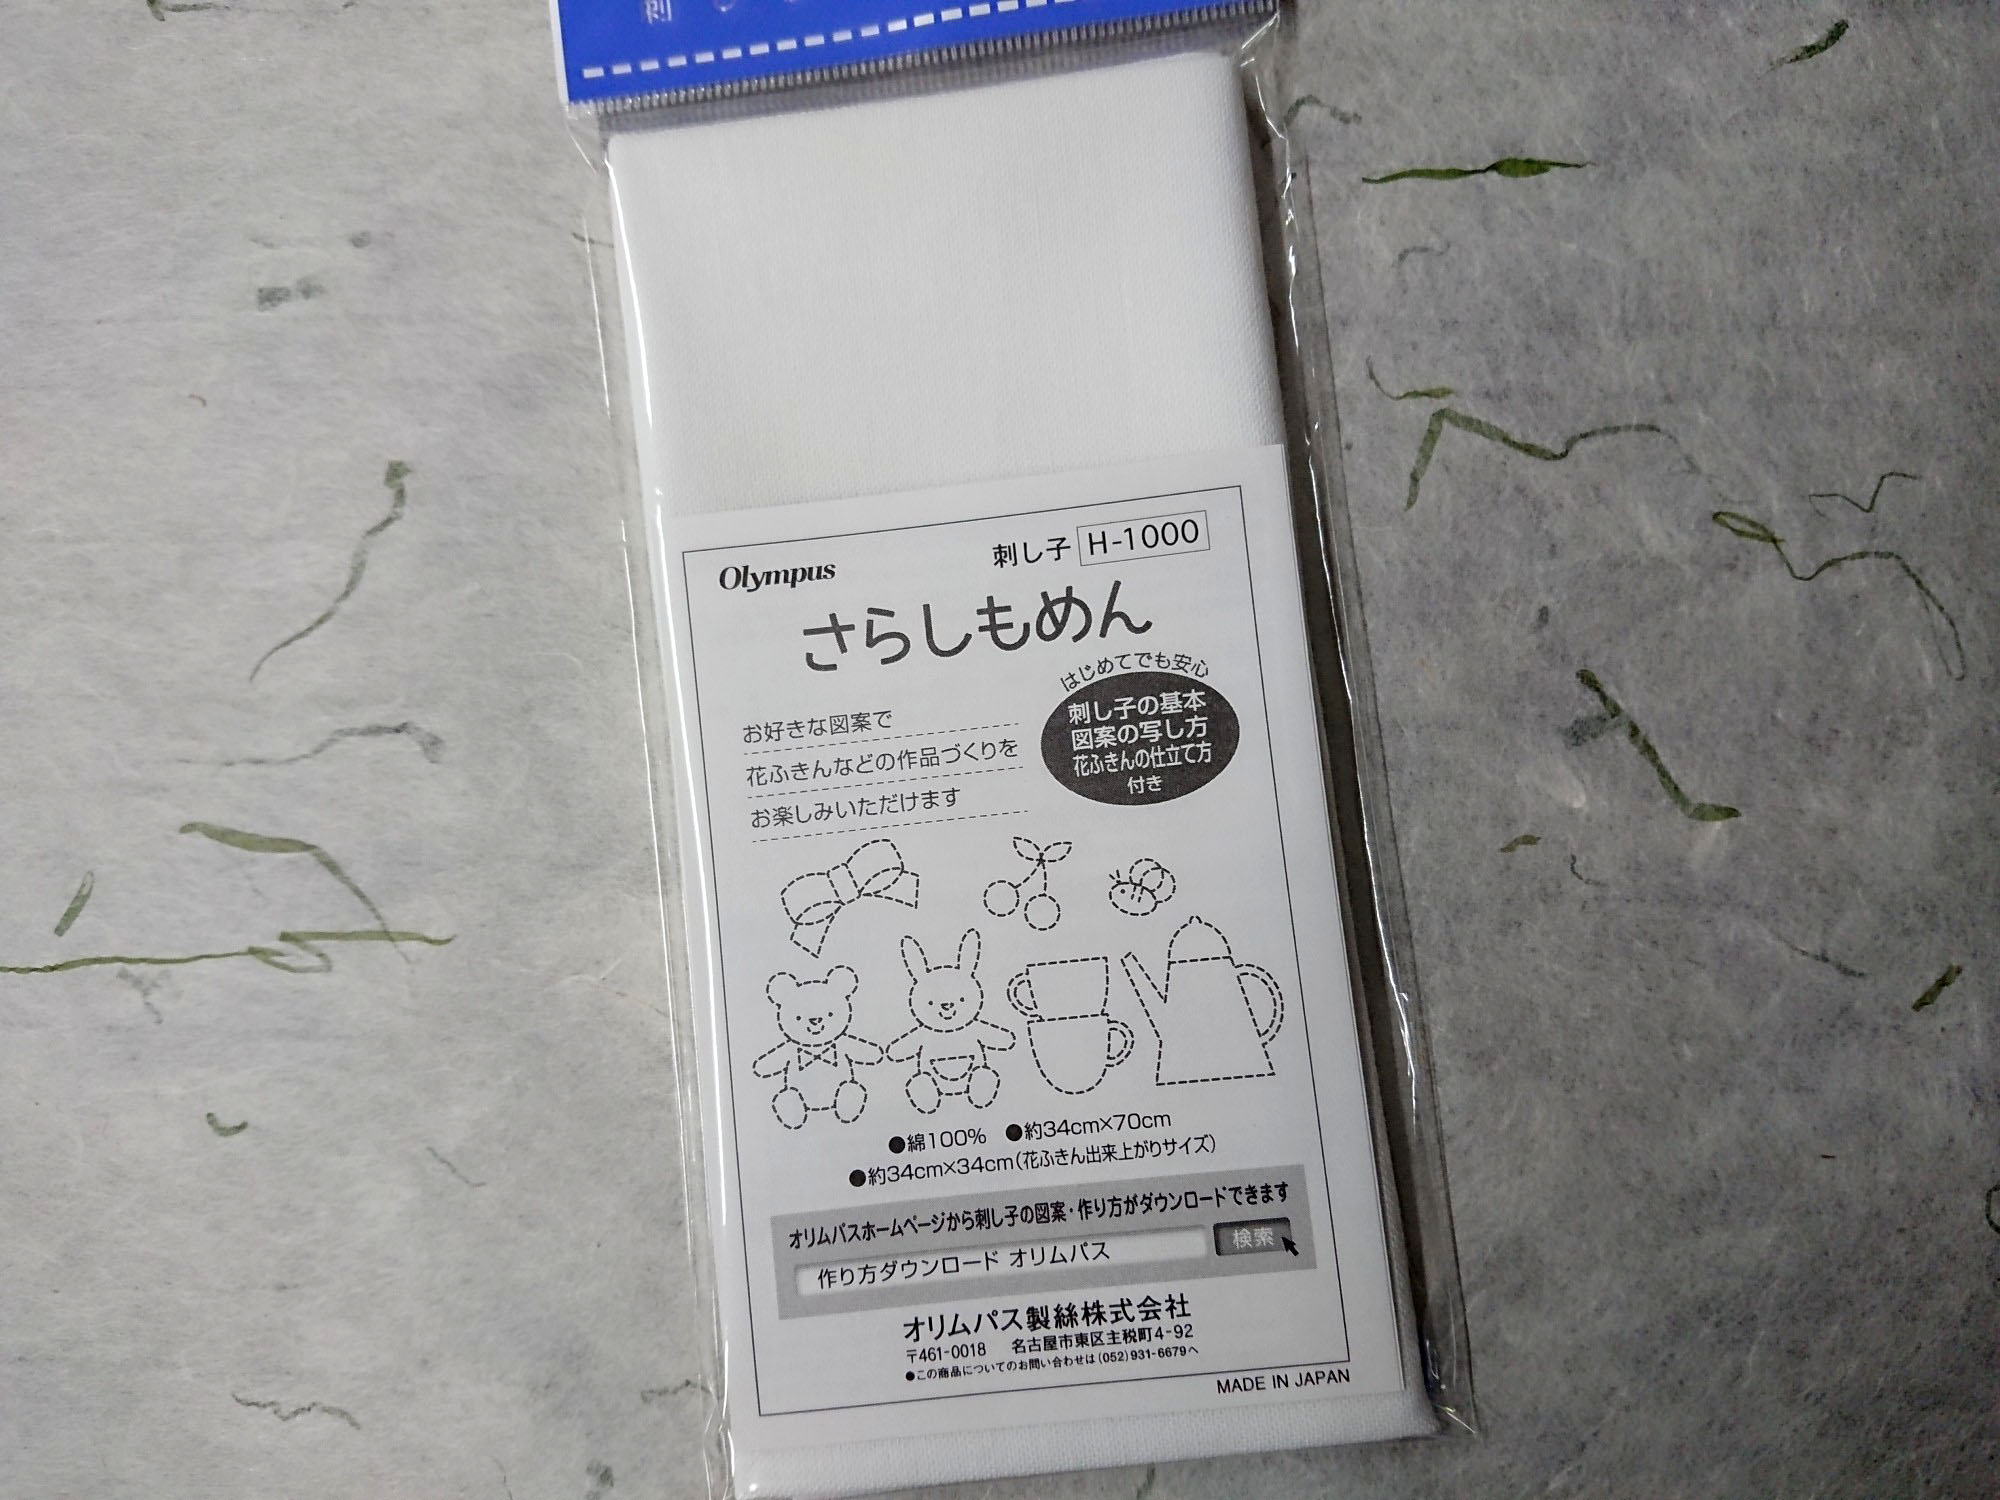 刺し
Olympus
刺し子 H-1000
さらしもめん
はじめてでも安心
刺し子の基本
図案の写し方
花ふきんの仕立て方
付き
お好きな図案で
花ふきんなどの作品づくりを
お楽しみいただけます
●綿100% ●約34cm×70cm
●約34cm×34cm(花ふきん出来上がりサイズ)
オリムパスホームページから刺し子の図案・作り方がダウンロードできます
作り方ダウンロード オリムパス 検索
オリムパス製絲株式会社
〒461-0018 名古屋市東区主税町4-92
●この商品についてのお問い合わせは(052)931-6679へ
MADE IN JAPAN